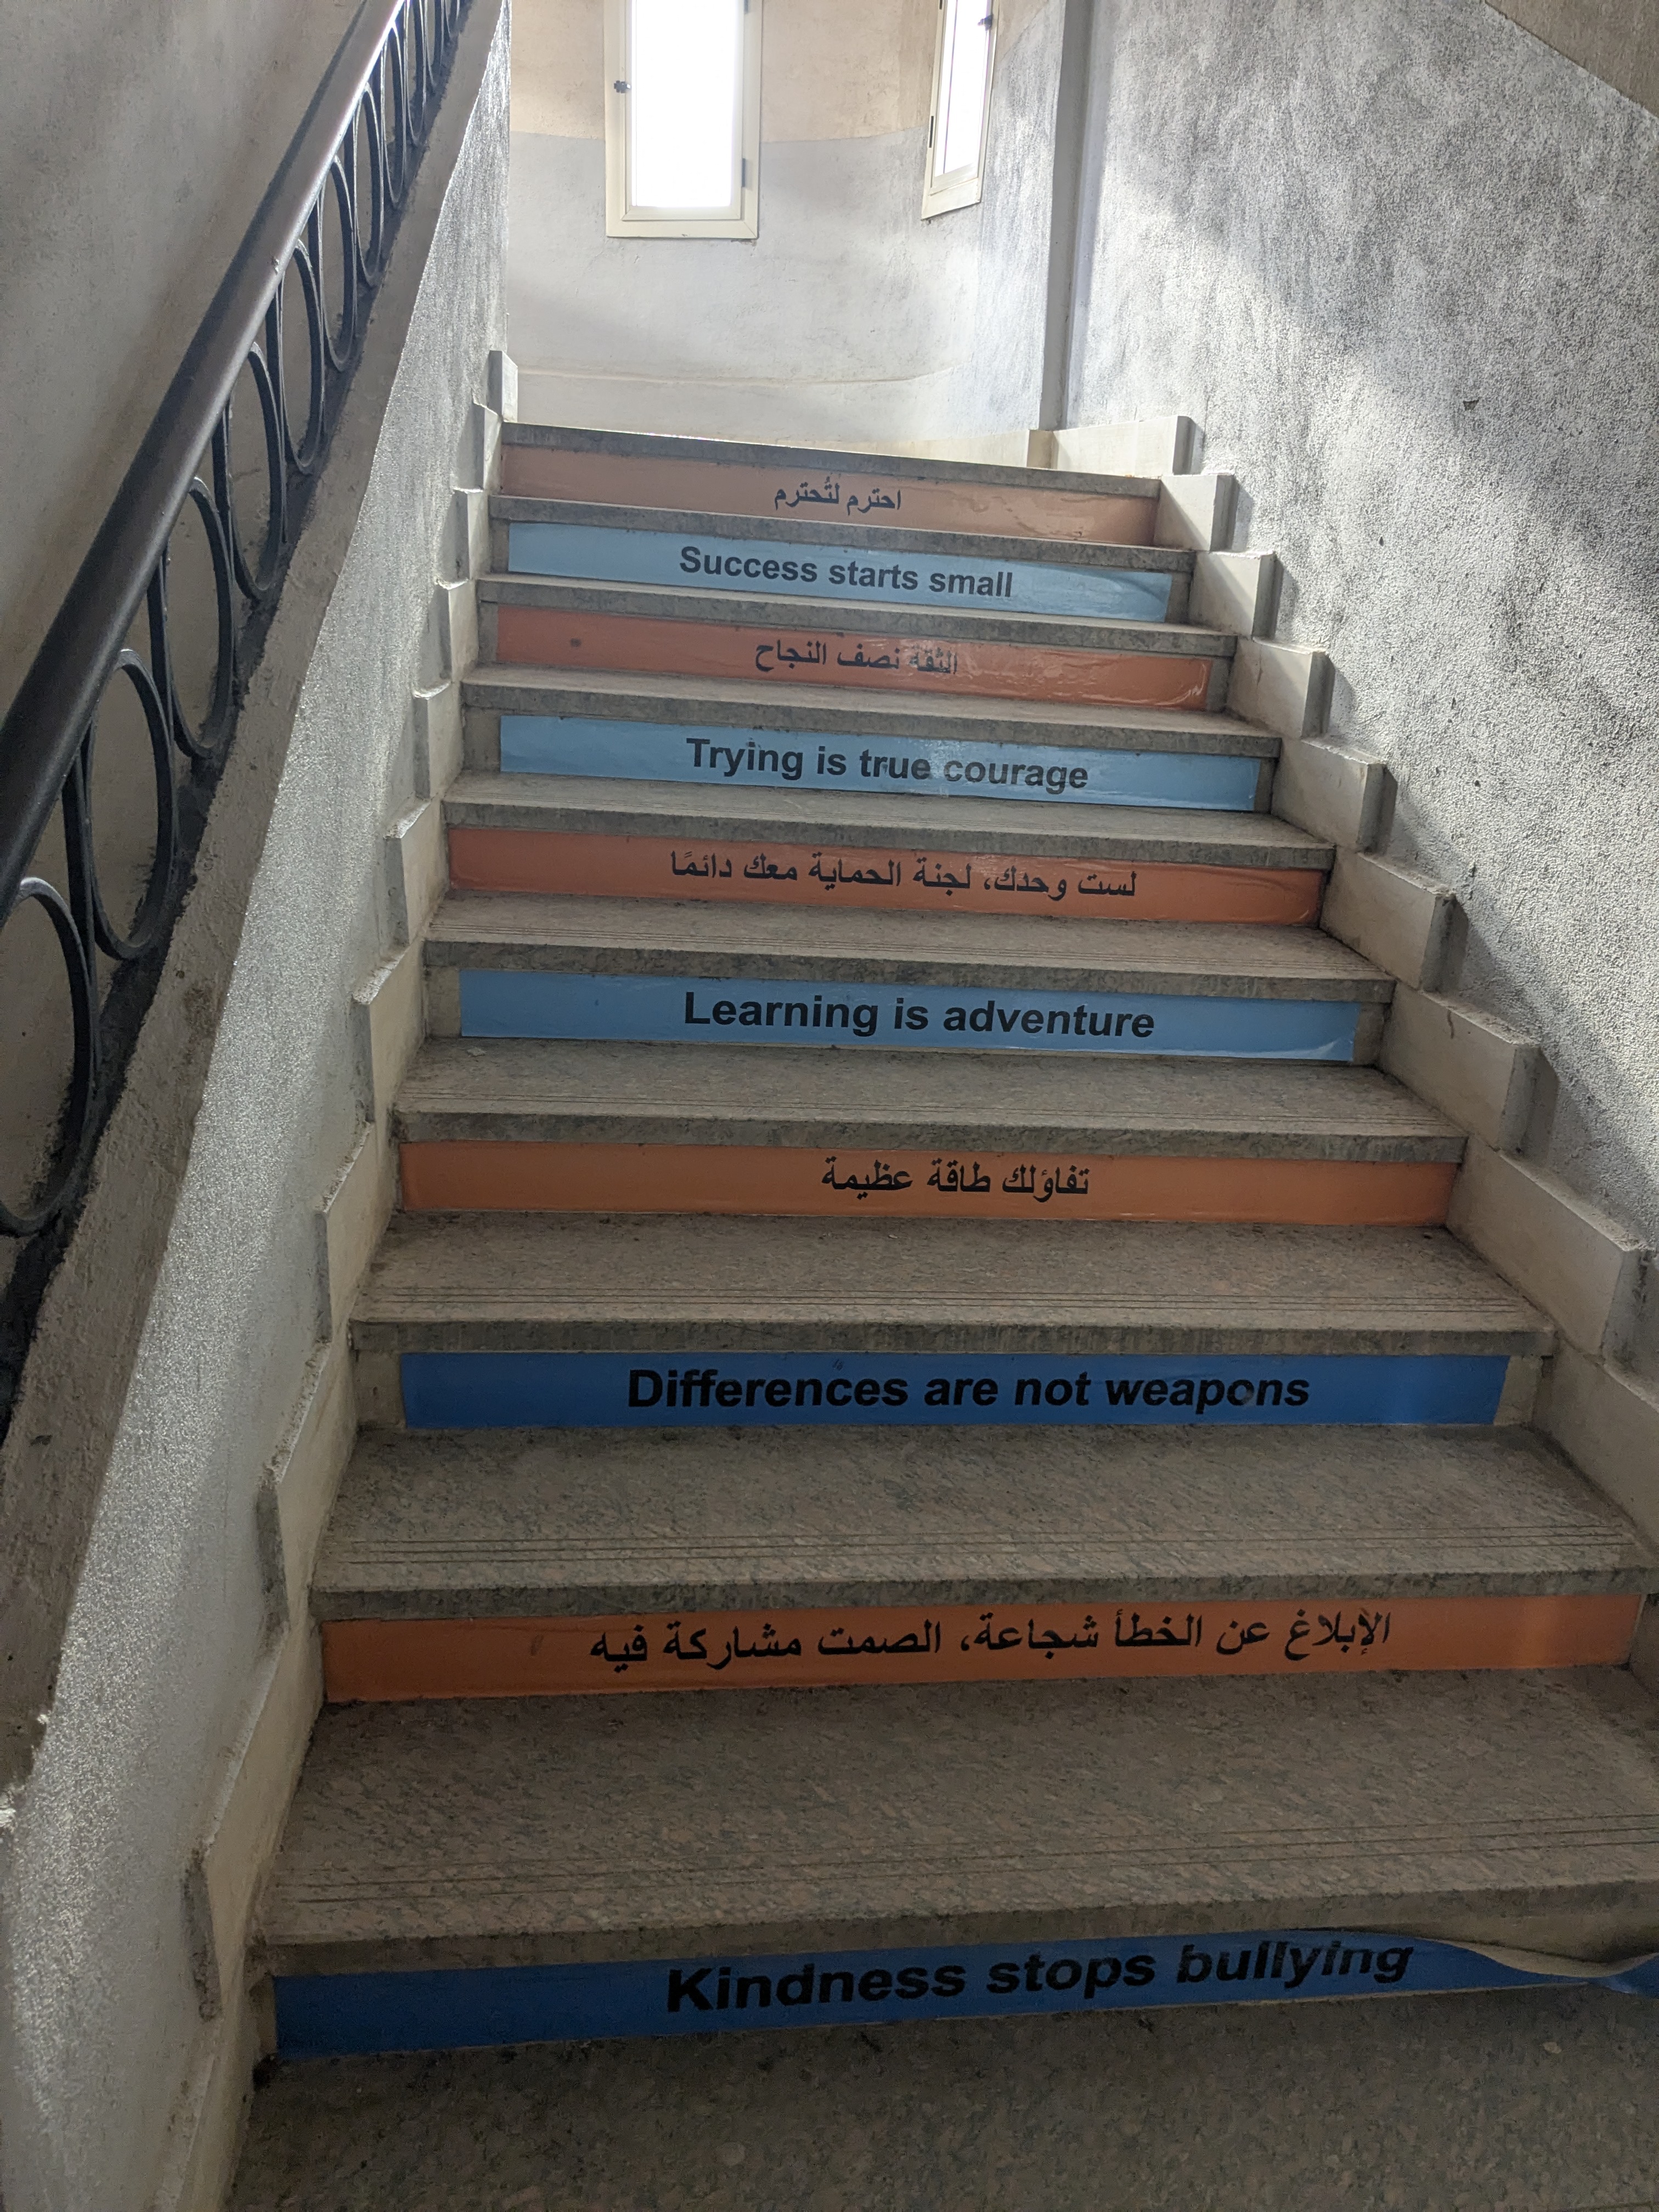 احترم لتُحترم
Success starts small
الثقة نصف النجاح
Trying is true courage
لست وحدك، لجنة الحماية معك دائمًا
Learning is adventure
تفاؤلك طاقة عظيمة
Differences are not weapons
الإبلاغ عن الخطأ شجاعة، الصمت مشاركة فيه
Kindness stops bullying